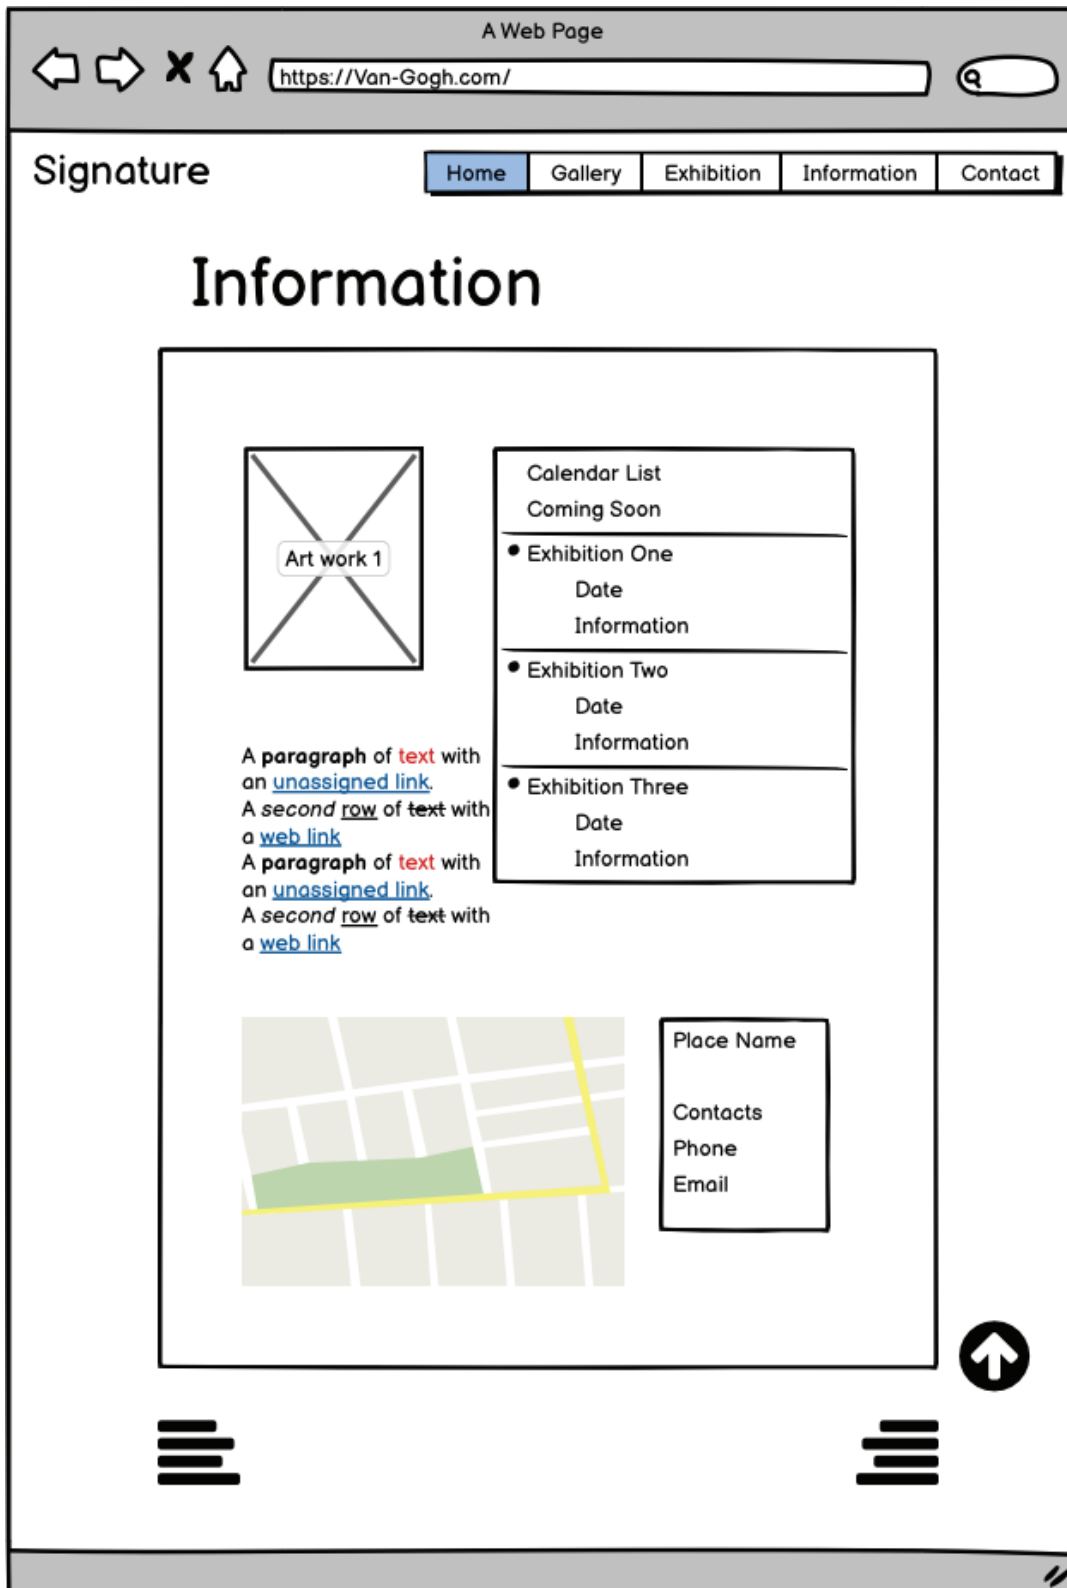 A Web Page
https://Van-Gogh.com/
Signature
Home Gallery Exhibition Information Contact
Information
Art work 1
Calendar List
Coming Soon
Exhibition One
Date
Information
Exhibition Two
Date
Information
Exhibition Three
Date
Information
A paragraph of text with
an unassigned link.
A second row of text with
a web link
A paragraph of text with
an unassigned link.
A second row of text with
a web link
Place Name
Contacts
Phone
Email